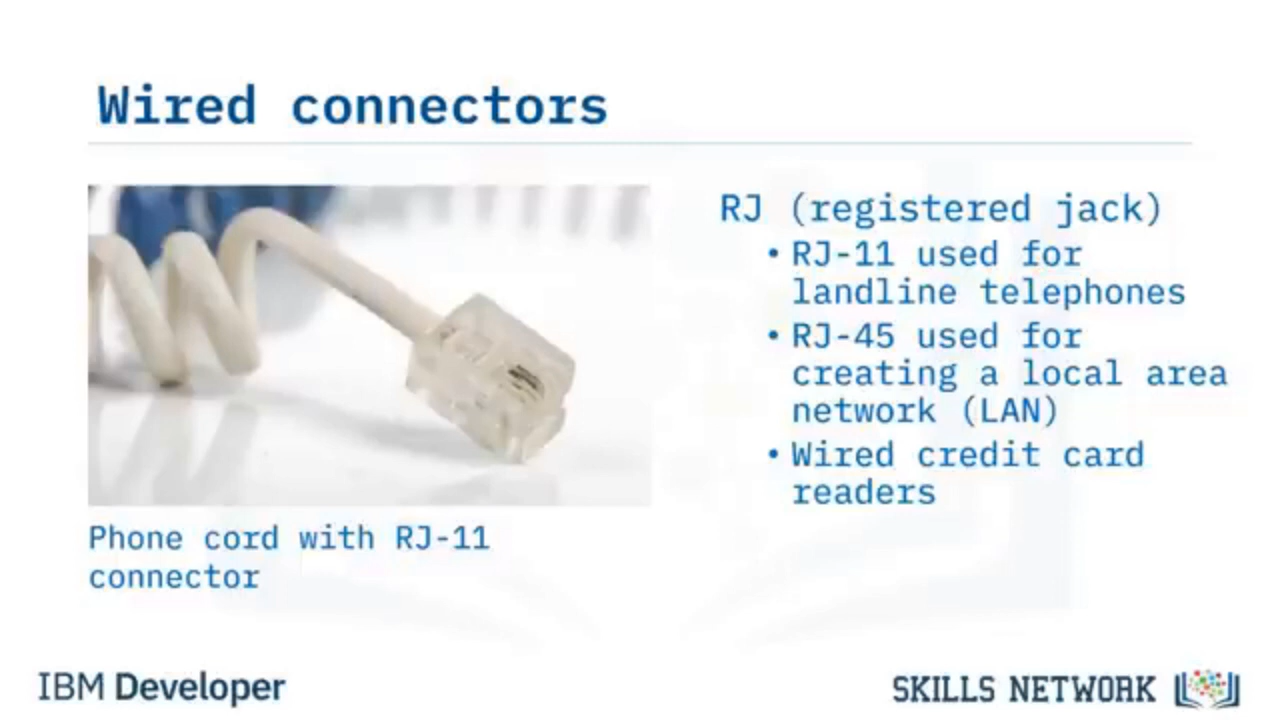 Wired connectors
RJ (registered jack)
• RJ-11 used for
landline telephones
• RJ-45 used for
creating a local area
network (LAN)
• Wired credit card
readers
Phone cord with RJ-11
connector
IBM Developer
SKILLS NETWORK